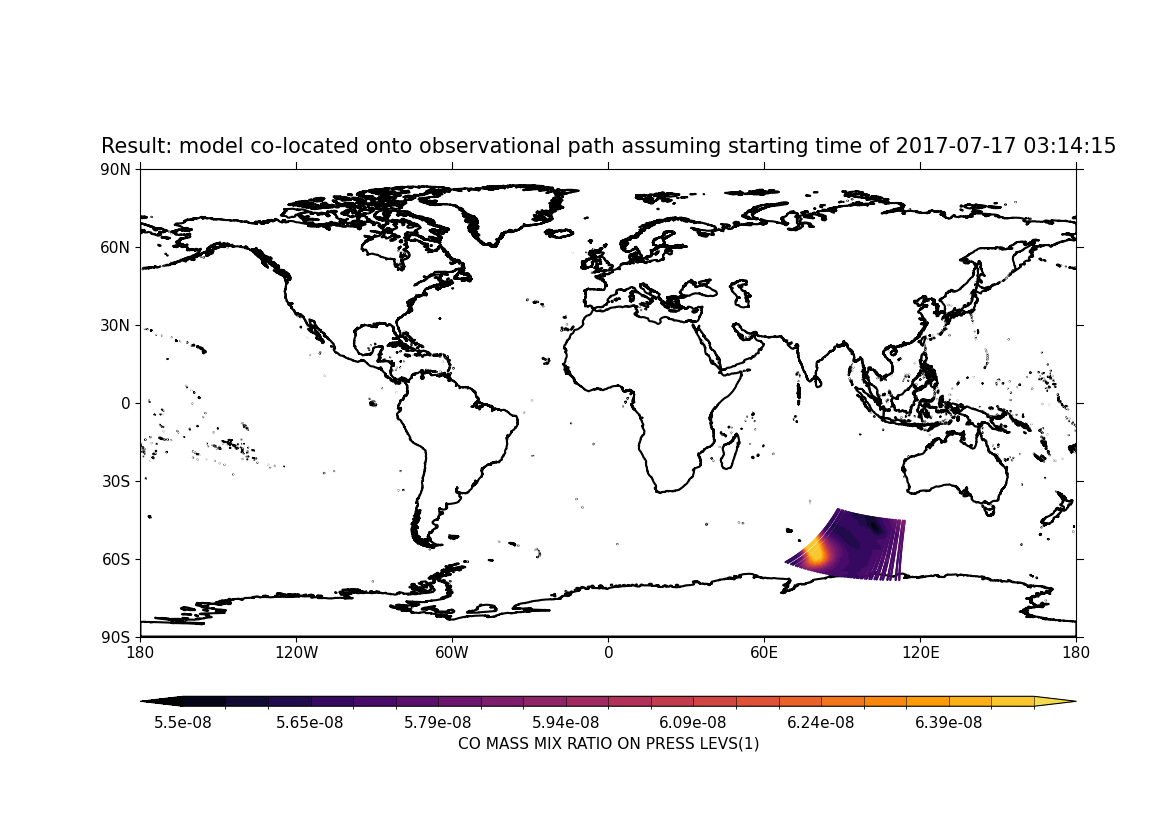 Result: model co-located onto observational path assuming starting time of 2017-07-17 03:14:15
90N
60N
30N
0
30S
60S
90S
180 120W 60W 0 60E 120E 180
5.5e-08 5.65e-08 5.79e-08 5.94e-08 6.09e-08 6.24e-08 6.39e-08
CO MASS MIX RATIO ON PRESS LEVS(1)